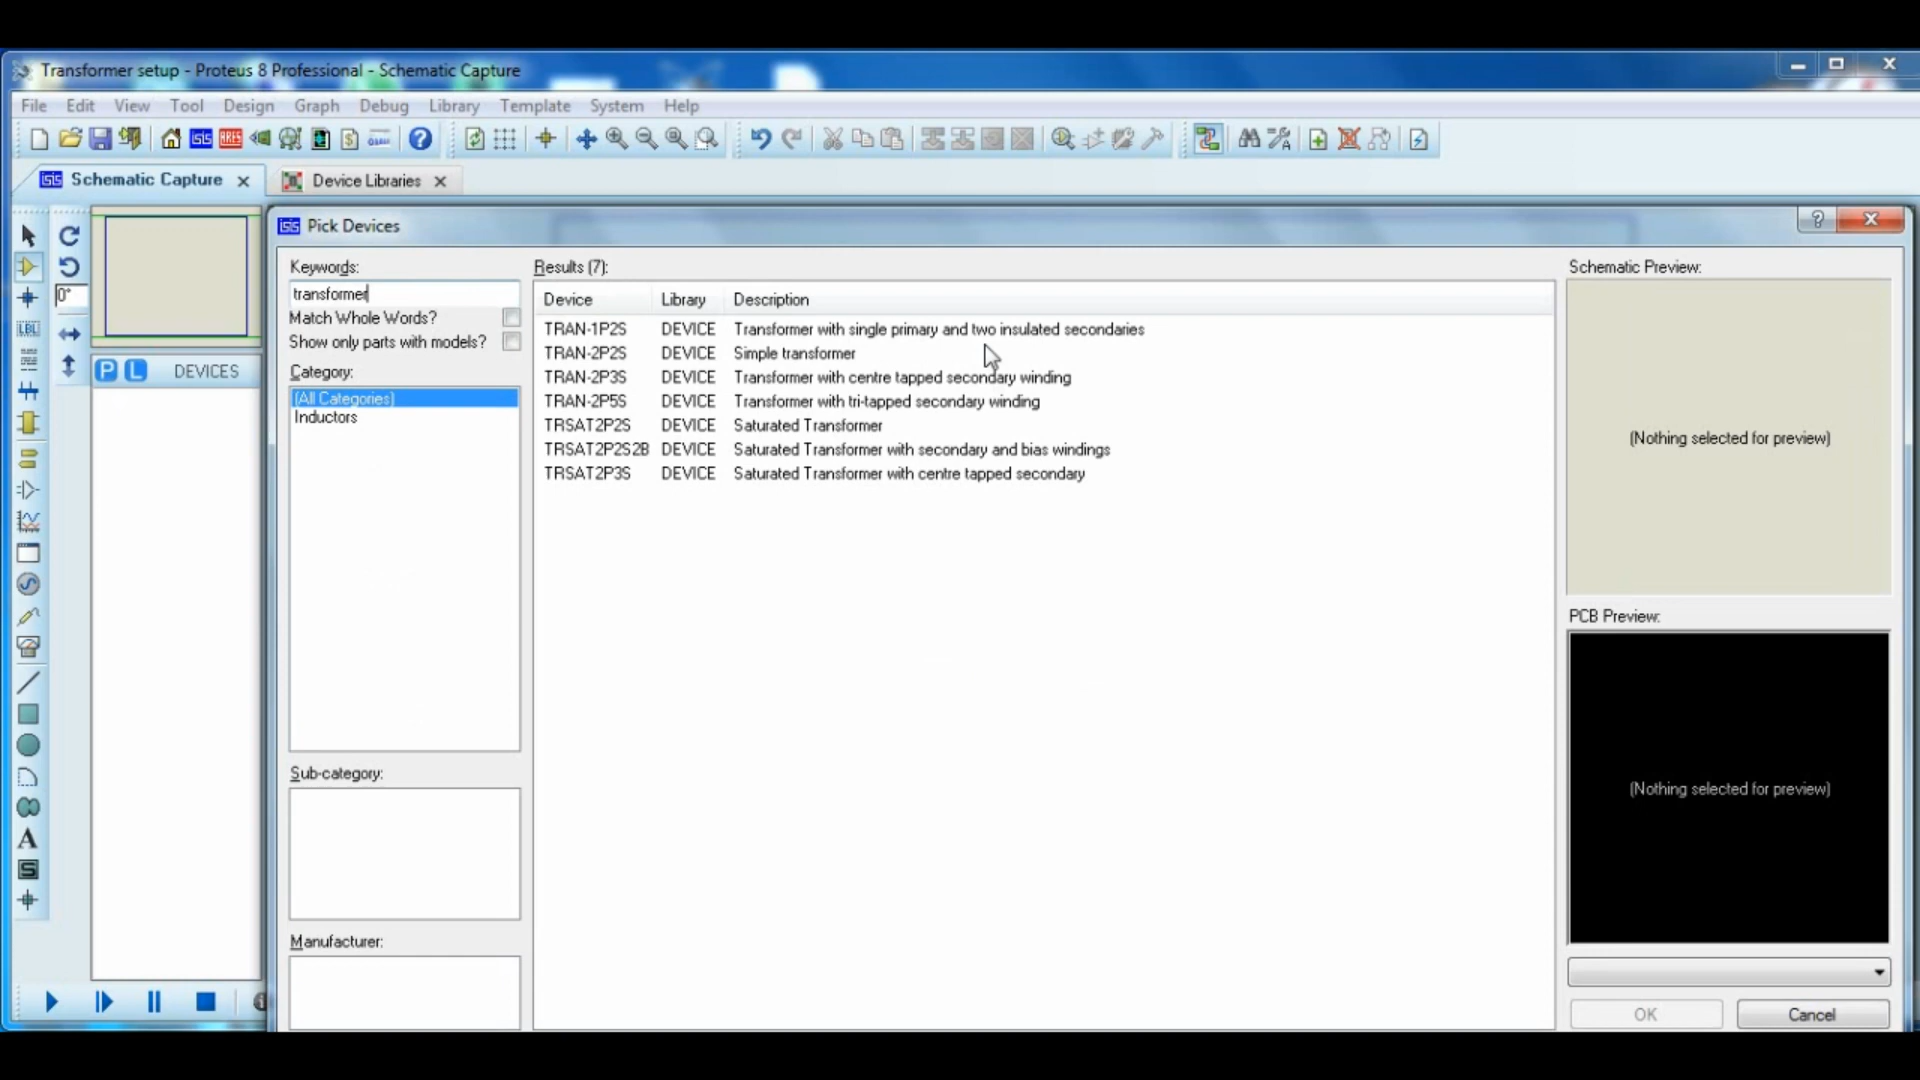 Transformer setup - Proteus 8 Professional - Schematic Capture
File Edit View Tool Design Graph Debug Library Template System Help
Schematic Capture
Device Libraries
Pick Devices
0°
LBL
P L DEVICES
Keywords:
transformer
Match Whole Words?
Show only parts with models?
Category:
(All Categories)
Inductors
Sub-category:
Manufacturer:
Results (7):
Device Library Description
TRAN-1P2S DEVICE Transformer with single primary and two insulated secondaries
TRAN-2P2S DEVICE Simple transformer
TRAN-2P3S DEVICE Transformer with centre tapped secondary winding
TRAN-2P5S DEVICE Transformer with tri-tapped secondary winding
TRSAT2P2S DEVICE Saturated Transformer
TRSAT2P2S2B DEVICE Saturated Transformer with secondary and bias windings
TRSAT2P3S DEVICE Saturated Transformer with centre tapped secondary
Schematic Preview:
(Nothing selected for preview)
PCB Preview:
(Nothing selected for preview)
OK Cancel